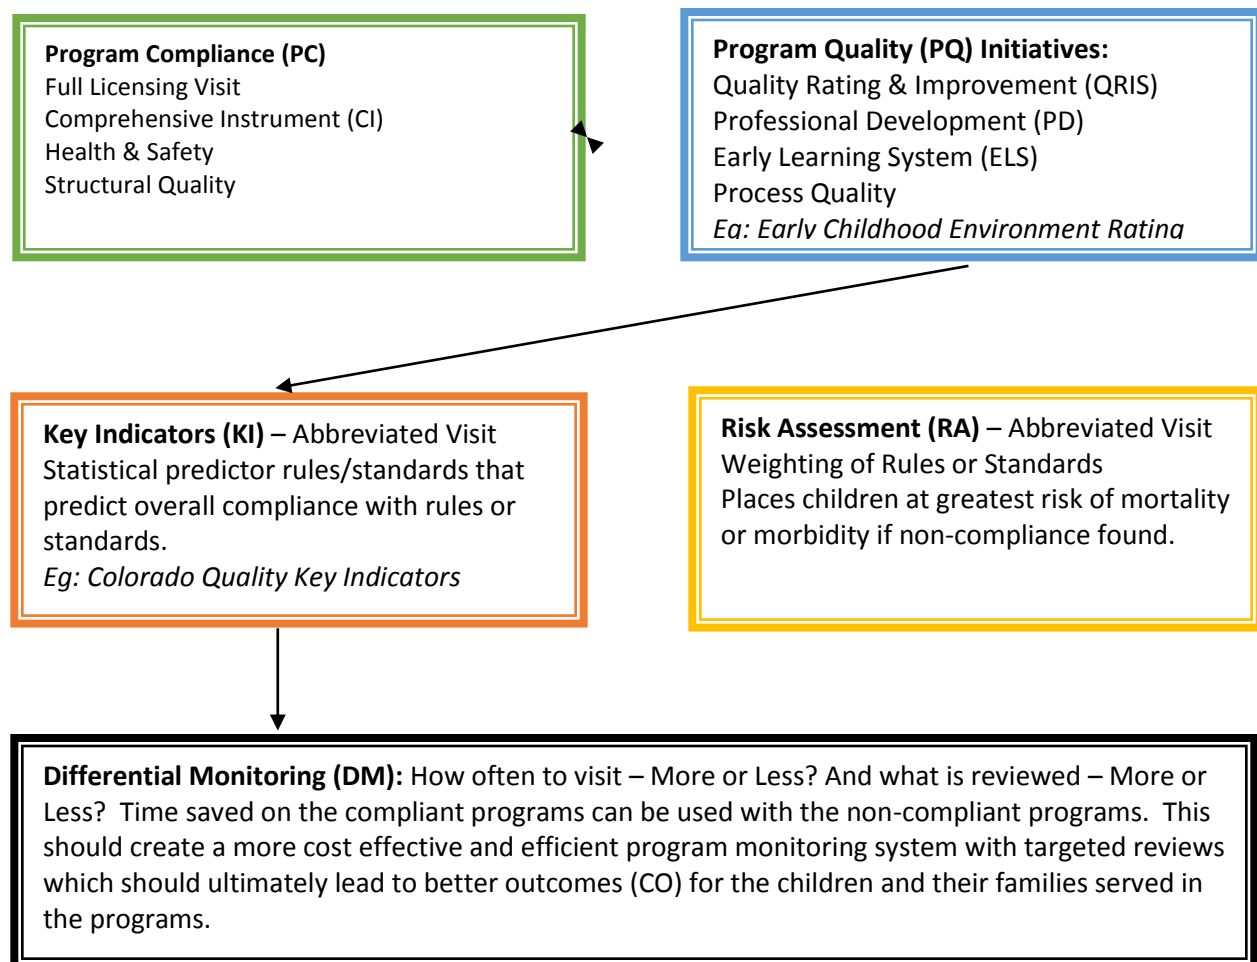 Program Compliance (PC)
Full Licensing Visit
Comprehensive Instrument (CI)
Health & Safety
Structural Quality
Program Quality (PQ) Initiatives:
Quality Rating & Improvement (QRIS)
Professional Development (PD)
Early Learning System (ELS)
Process Quality
Eg: Early Childhood Environment Rating
Key Indicators (KI) – Abbreviated Visit
Statistical predictor rules/standards that
predict overall compliance with rules or
standards.
Eg: Colorado Quality Key Indicators
Risk Assessment (RA) – Abbreviated Visit
Weighting of Rules or Standards
Places children at greatest risk of mortality
or morbidity if non-compliance found.
Differential Monitoring (DM): How often to visit – More or Less? And what is reviewed – More or
Less?  Time saved on the compliant programs can be used with the non-compliant programs.  This
should create a more cost effective and efficient program monitoring system with targeted reviews
which should ultimately lead to better outcomes (CO) for the children and their families served in
the programs.